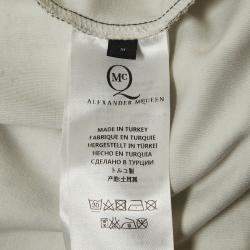 M
McQ
ALEXANDER McQUEEN
MADE IN TURKEY
FABRIQUE EN TURQUIE
HERGESTELLT IN TÜRKEI
HECHO EN TURQUIA
СДЕЛАНО В ТУРЦИИ
トルコ製
产地:土耳其